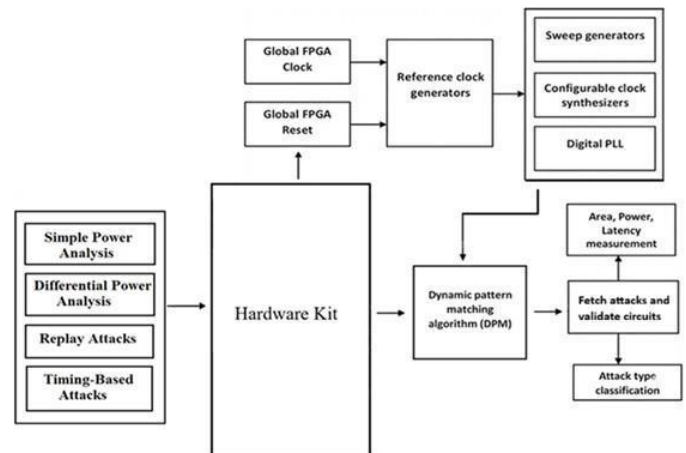 Global FPGA
Clock
Global FPGA
Reset
Reference clock
generators
Sweep generators
Configurable clock
synthesizers
Digital PLL
Simple Power
Analysis
Differential Power
Analysis
Replay Attacks
Timing-Based
Attacks
Hardware Kit
Dynamic pattern
matching
algorithm (DPM)
Area, Power,
Latency
measurement
Fetch attacks and
validate circuits
Attack type
classification